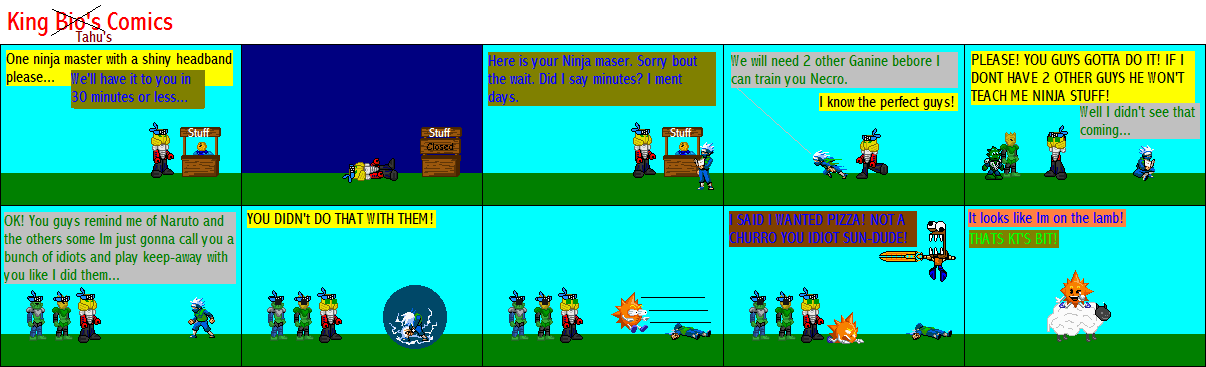 King Bio's Comics
Tahu's
One ninja master with a shiny headband
please...
We'll have it to you in
30 minutes or less...
Stuff
Stuff
Closed
Here is your Ninja maser. Sorry bout
the wait. Did I say minutes? I ment
days.
Stuff
We will need 2 other Ganine bebore I
can train you Necro.
I know the perfect guys!
PLEASE! YOU GUYS GOTTA DO IT! IF I
DONT HAVE 2 OTHER GUYS HE WON'T
TEACH ME NINJA STUFF!
Well I didn't see that
coming...
OK! You guys remind me of Naruto and
the others some Im just gonna call you a
bunch of idiots and play keep-away with
you like I did them...
YOU DIDN'T DO THAT WITH THEM!
I SAID I WANTED PIZZA! NOT A
CHURRO YOU IDIOT SUN-DUDE!
It looks like Im on the lamb!
THATS KT'S BIT!